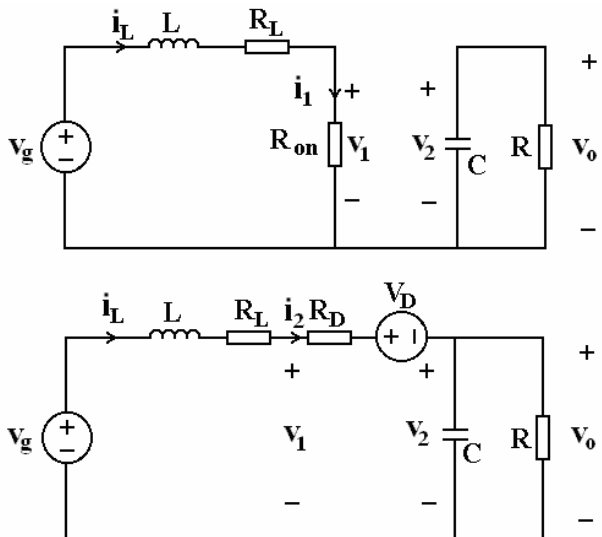 i_L L R_L
i_1 + + +
v_g + − R_on v_1 v_2 C R v_o
− − −
i_L L R_L i_2 R_D V_D + −
+ + +
v_g + − v_1 v_2 C R v_o
− − −